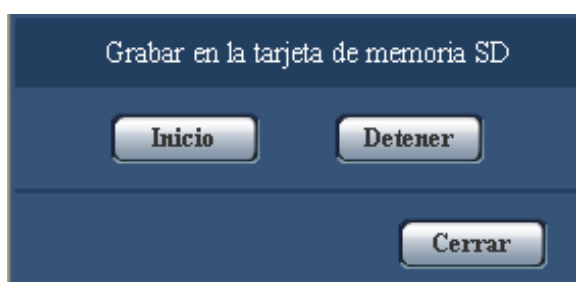 Grabar en la tarjeta de memoria SD
Inicio Detener
Cerrar